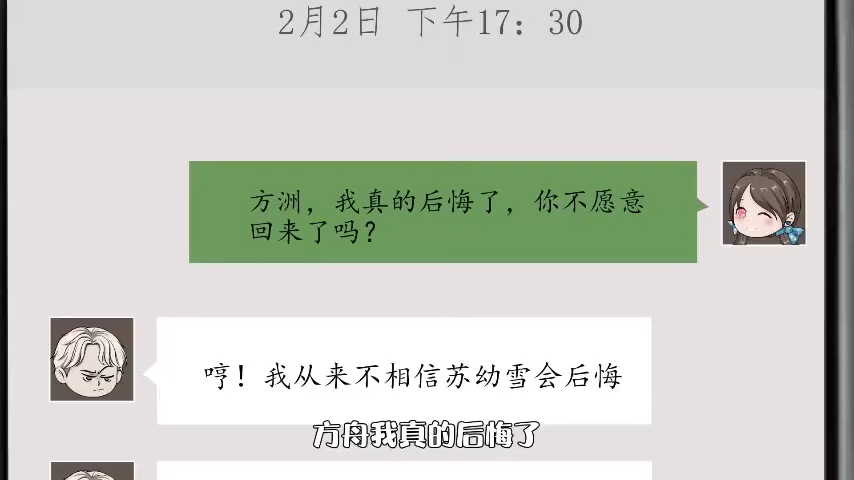 2月2日 下午17：30
方洲，我真的后悔了，你不愿意
回来了吗？
哼！我从来不相信苏幼雪会后悔
方舟我真的后悔了